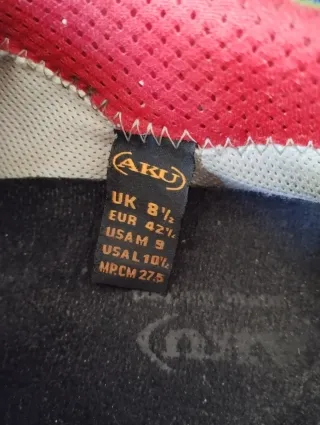 AKU
UK 8½
EUR 42½
USA M 9
USA L 10½
MP.CM 27.5